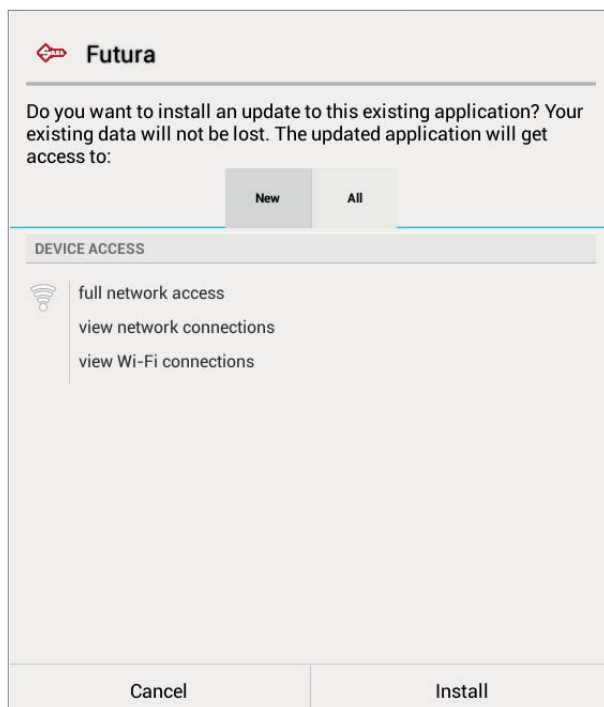 Futura
Do you want to install an update to this existing application? Your
existing data will not be lost. The updated application will get
access to:
New All
DEVICE ACCESS
full network access
view network connections
view Wi-Fi connections
Cancel Install